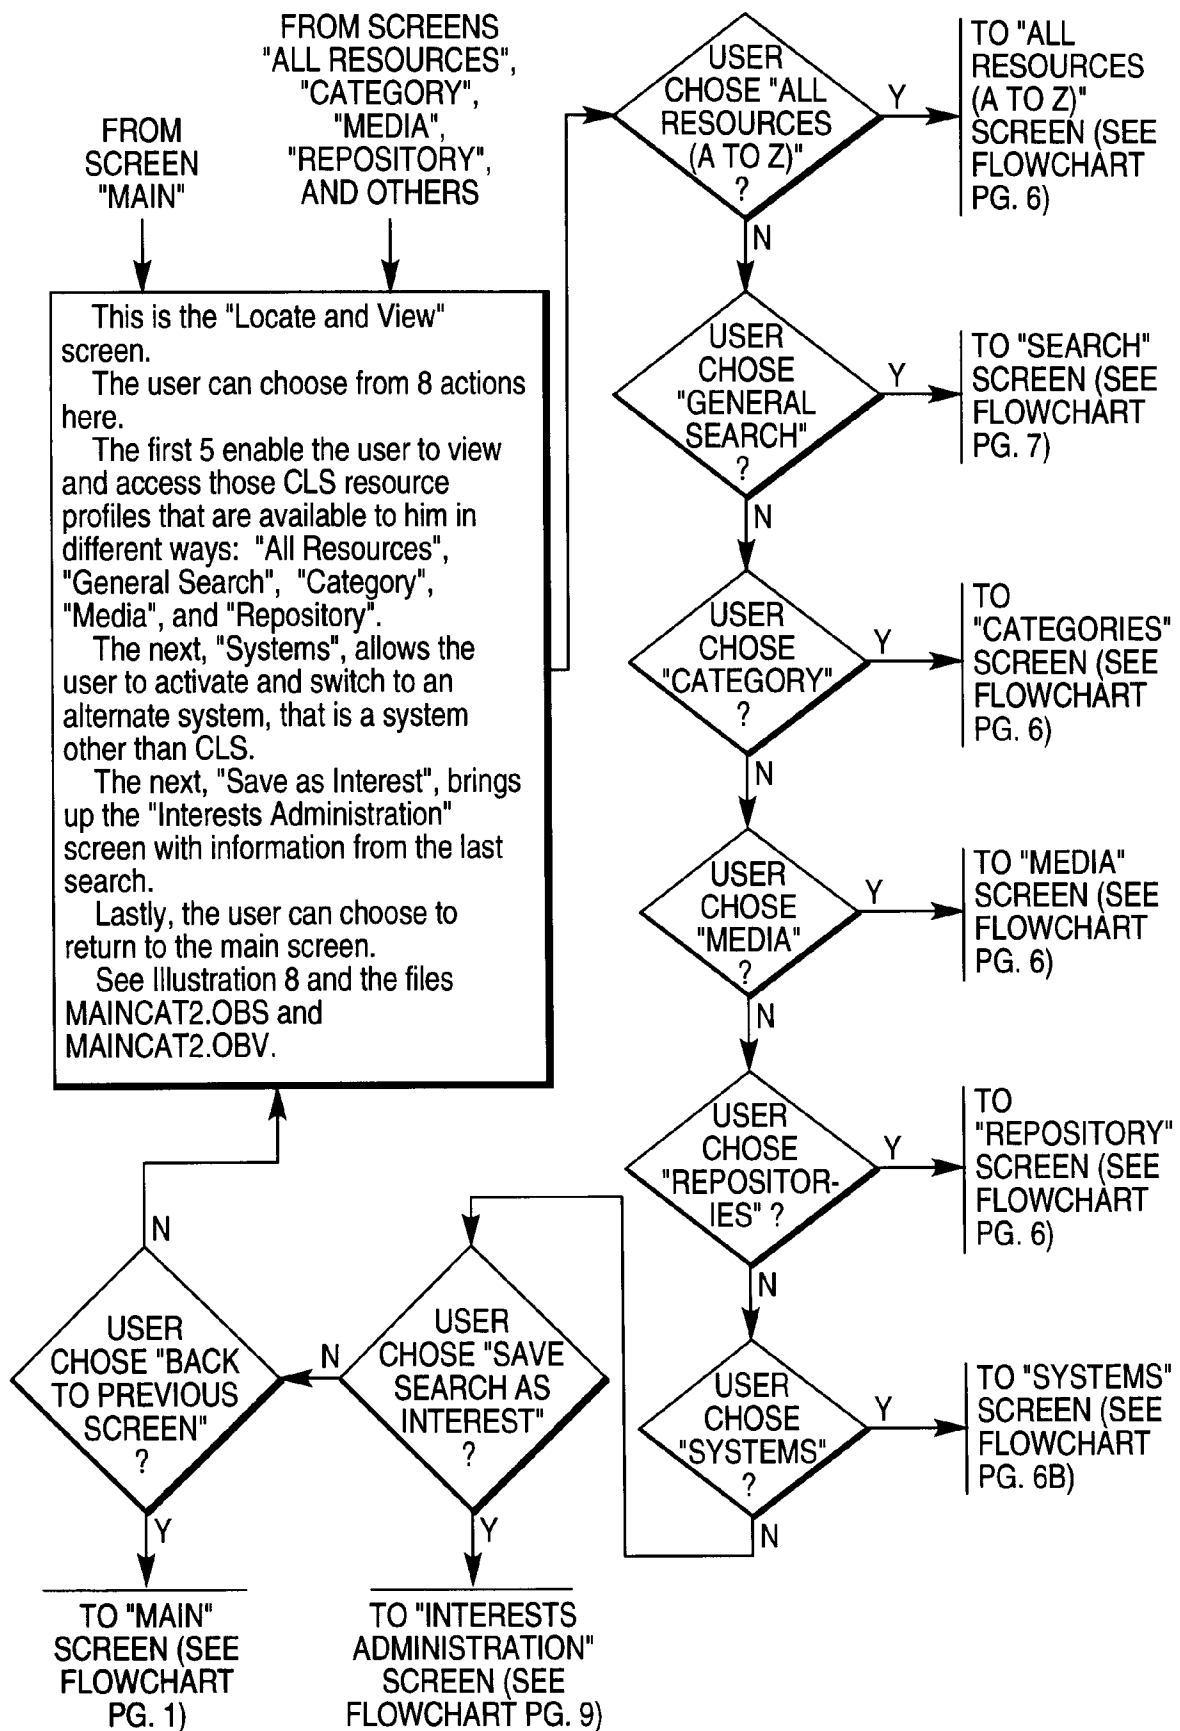 FROM SCREENS
"ALL RESOURCES",
"CATEGORY",
"MEDIA",
"REPOSITORY",
AND OTHERS
FROM
SCREEN
"MAIN"
This is the "Locate and View"
screen.
The user can choose from 8 actions
here.
The first 5 enable the user to view
and access those CLS resource
profiles that are available to him in
different ways: "All Resources",
"General Search", "Category",
"Media", and "Repository".
The next, "Systems", allows the
user to activate and switch to an
alternate system, that is a system
other than CLS.
The next, "Save as Interest", brings
up the "Interests Administration"
screen with information from the last
search.
Lastly, the user can choose to
return to the main screen.
See Illustration 8 and the files
MAINCAT2.OBS and
MAINCAT2.OBV.
USER
CHOSE "ALL
RESOURCES
(A TO Z)"
?
Y
TO "ALL
RESOURCES
(A TO Z)"
SCREEN (SEE
FLOWCHART
PG. 6)
N
USER
CHOSE
"GENERAL
SEARCH"
?
Y
TO "SEARCH"
SCREEN (SEE
FLOWCHART
PG. 7)
N
USER
CHOSE
"CATEGORY"
?
Y
TO
"CATEGORIES"
SCREEN (SEE
FLOWCHART
PG. 6)
N
USER
CHOSE
"MEDIA"
?
Y
TO "MEDIA"
SCREEN (SEE
FLOWCHART
PG. 6)
N
USER
CHOSE
"REPOSITOR-
IES" ?
Y
TO
"REPOSITORY"
SCREEN (SEE
FLOWCHART
PG. 6)
N
USER
CHOSE
"SYSTEMS"
?
Y
TO "SYSTEMS"
SCREEN (SEE
FLOWCHART
PG. 6B)
N
USER
CHOSE "SAVE
SEARCH AS
INTEREST"
?
Y
TO "INTERESTS
ADMINISTRATION"
SCREEN (SEE
FLOWCHART PG. 9)
N
USER
CHOSE "BACK
TO PREVIOUS
SCREEN"
?
N
Y
TO "MAIN"
SCREEN (SEE
FLOWCHART
PG. 1)